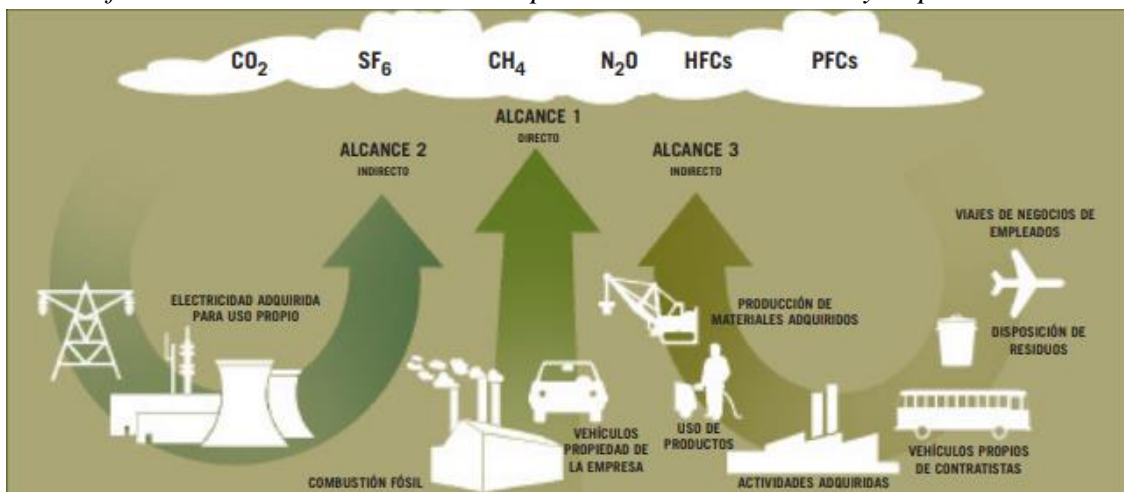 CO2 SF6 CH4 N2O HFCs PFCs
ALCANCE 1
DIRECTO
ALCANCE 2
INDIRECTO
ALCANCE 3
INDIRECTO
VIAJES DE NEGOCIOS DE
EMPLEADOS
ELECTRICIDAD ADQUIRIDA
PARA USO PROPIO
PRODUCCIÓN DE
MATERIALES ADQUIRIDOS
DISPOSICIÓN DE
RESIDUOS
VEHÍCULOS
PROPIEDAD DE
LA EMPRESA
USO DE
PRODUCTOS
VEHÍCULOS PROPIOS
DE CONTRATISTAS
COMBUSTIÓN FÓSIL
ACTIVIDADES ADQUIRIDAS